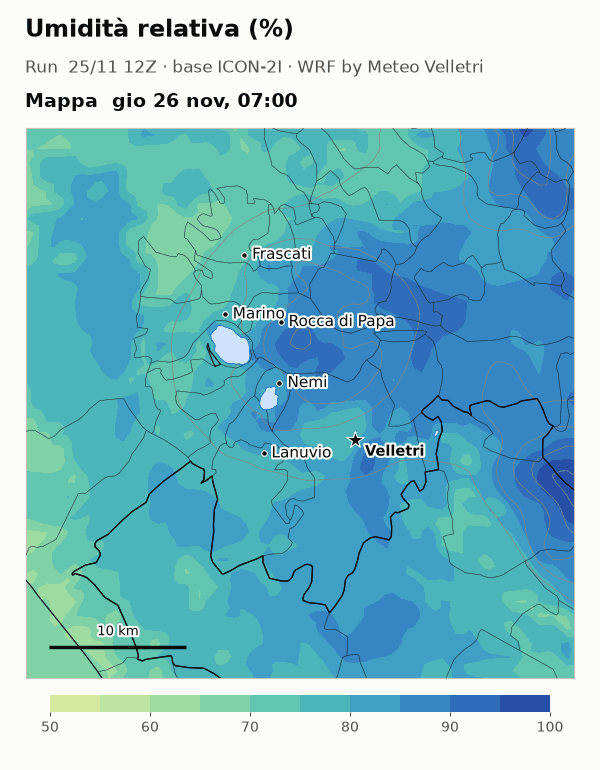 Umidità relativa (%)
Run  25/11 12Z · base ICON-2I · WRF by Meteo Velletri
Mappa  gio 26 nov, 07:00
Frascati
Marino
Rocca di Papa
Nemi
Velletri
Lanuvio
10 km
50 60 70 80 90 100